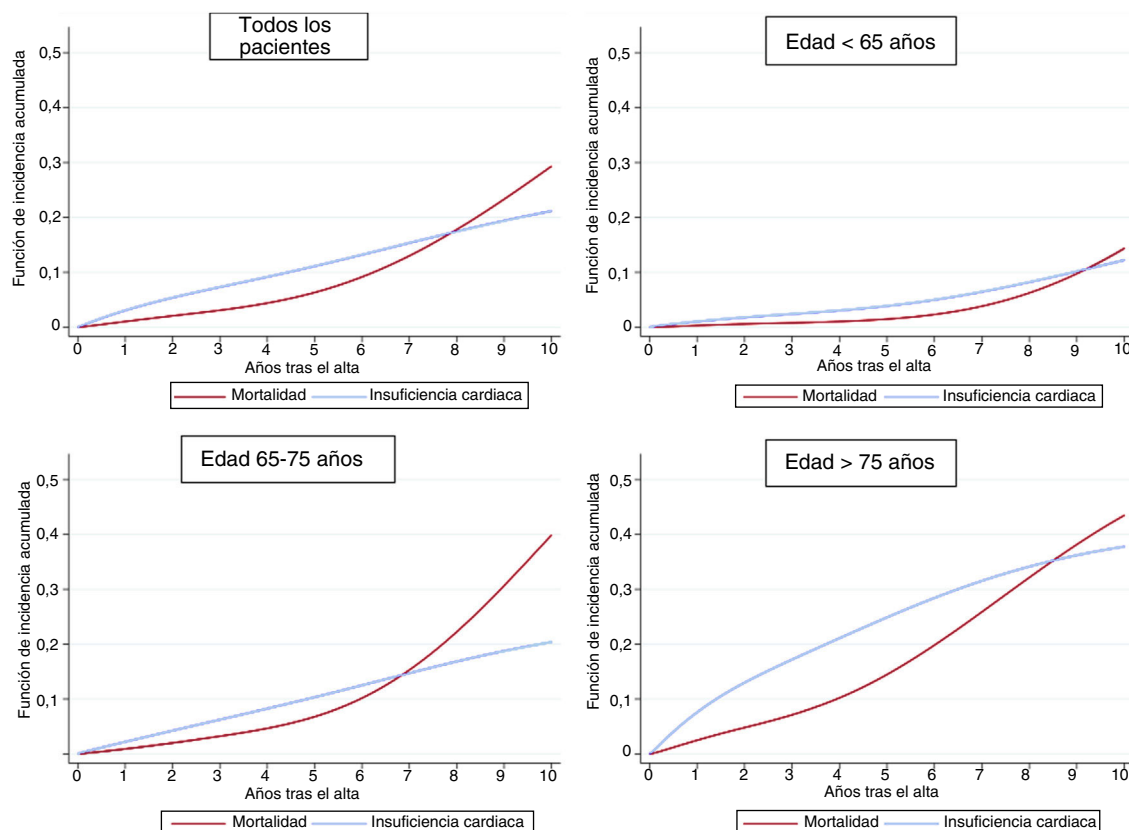 Todos los
pacientes
Función de incidencia acumulada
0,5
0,4
0,3
0,2
0,1
0
0 1 2 3 4 5 6 7 8 9 10
Años tras el alta
Mortalidad Insuficiencia cardiaca
Edad < 65 años
Función de incidencia acumulada
0,5
0,4
0,3
0,2
0,1
0
0 1 2 3 4 5 6 7 8 9 10
Años tras el alta
Mortalidad Insuficiencia cardiaca
Edad 65-75 años
Función de incidencia acumulada
0,5
0,4
0,3
0,2
0,1
0 1 2 3 4 5 6 7 8 9 10
Años tras el alta
Mortalidad Insuficiencia cardiaca
Edad > 75 años
Función de incidencia acumulada
0,5
0,4
0,3
0,2
0,1
0
0 1 2 3 4 5 6 7 8 9 10
Años tras el alta
Mortalidad Insuficiencia cardiaca